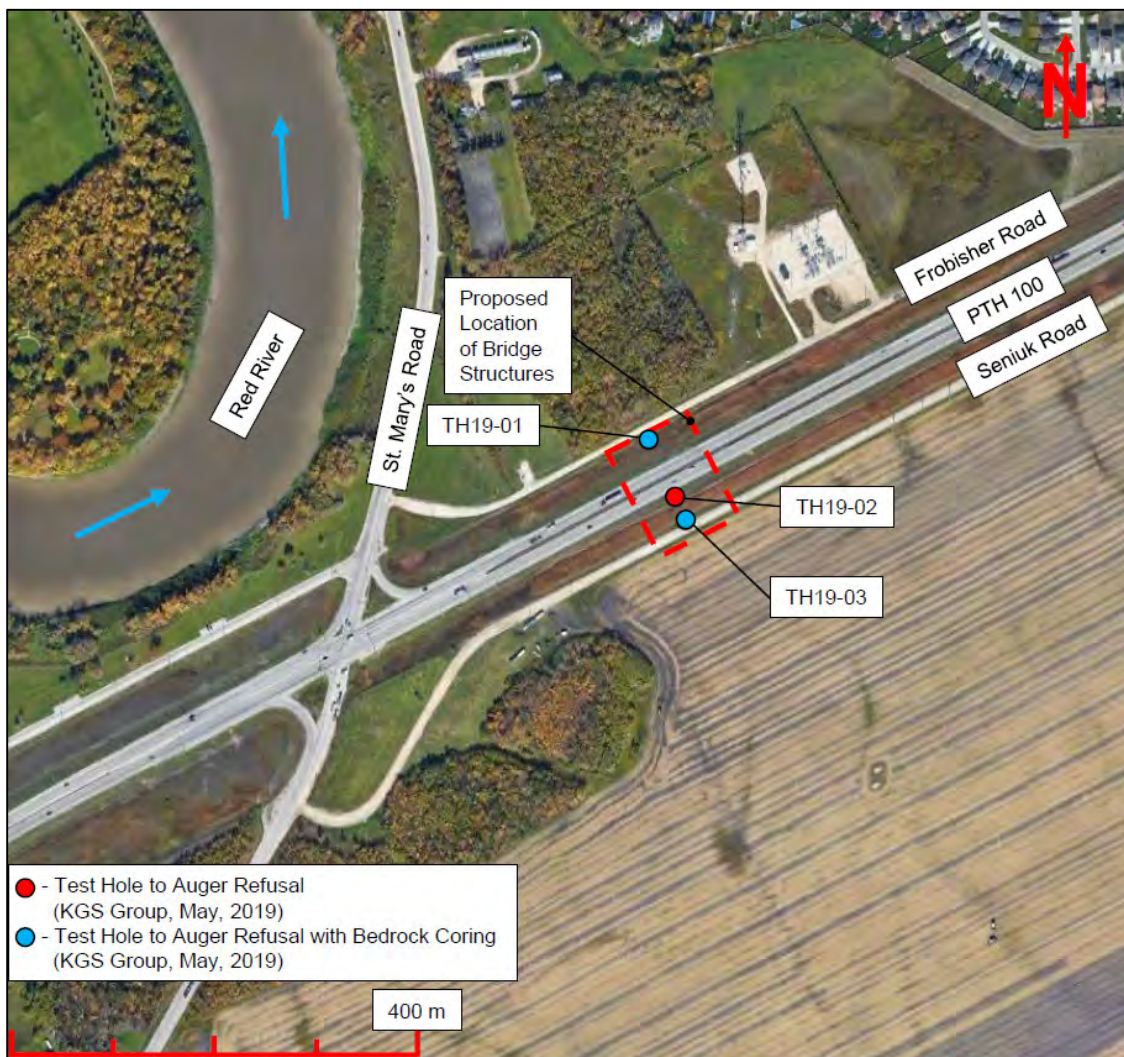 N
Frobisher Road
PTH 100
Seniuk Road
Proposed
Location
of Bridge
Structures
Red River
St. Mary's Road
TH19-01
TH19-02
TH19-03
- Test Hole to Auger Refusal
(KGS Group, May, 2019)
- Test Hole to Auger Refusal with Bedrock Coring
(KGS Group, May, 2019)
400 m